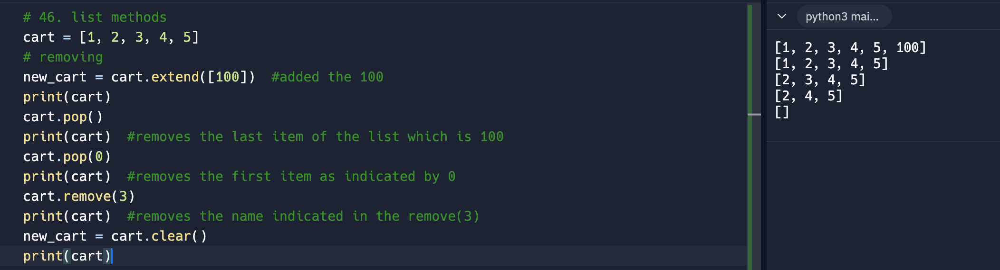 # 46. list methods
cart = [1, 2, 3, 4, 5]
# removing
new_cart = cart.extend([100])  #added the 100
print(cart)
cart.pop()
print(cart)  #removes the last item of the list which is 100
cart.pop(0)
print(cart)  #removes the first item as indicated by 0
cart.remove(3)
print(cart)  #removes the name indicated in the remove(3)
new_cart = cart.clear()
print(cart)
python3 mai...
[1, 2, 3, 4, 5, 100]
[1, 2, 3, 4, 5]
[2, 3, 4, 5]
[2, 4, 5]
[]